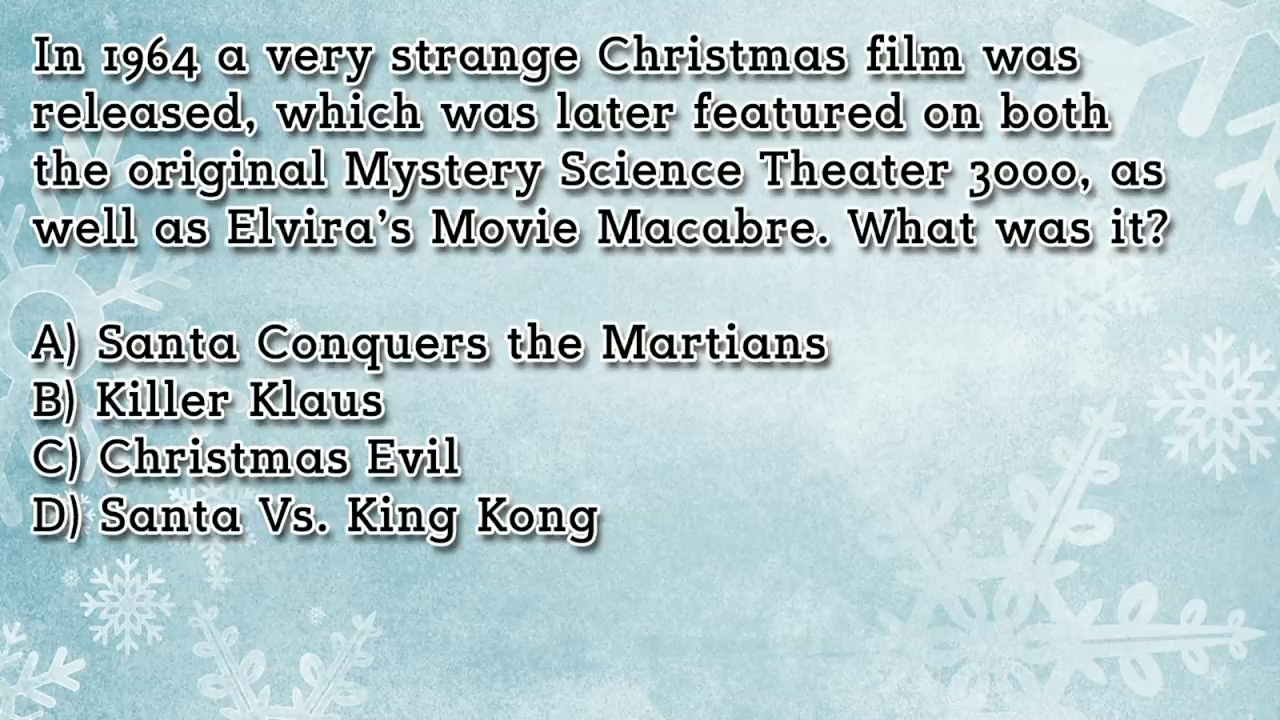 In 1964 a very strange Christmas film was
released, which was later featured on both
the original Mystery Science Theater 3000, as
well as Elvira’s Movie Macabre. What was it?
A) Santa Conquers the Martians
B) Killer Klaus
C) Christmas Evil
D) Santa Vs. King Kong